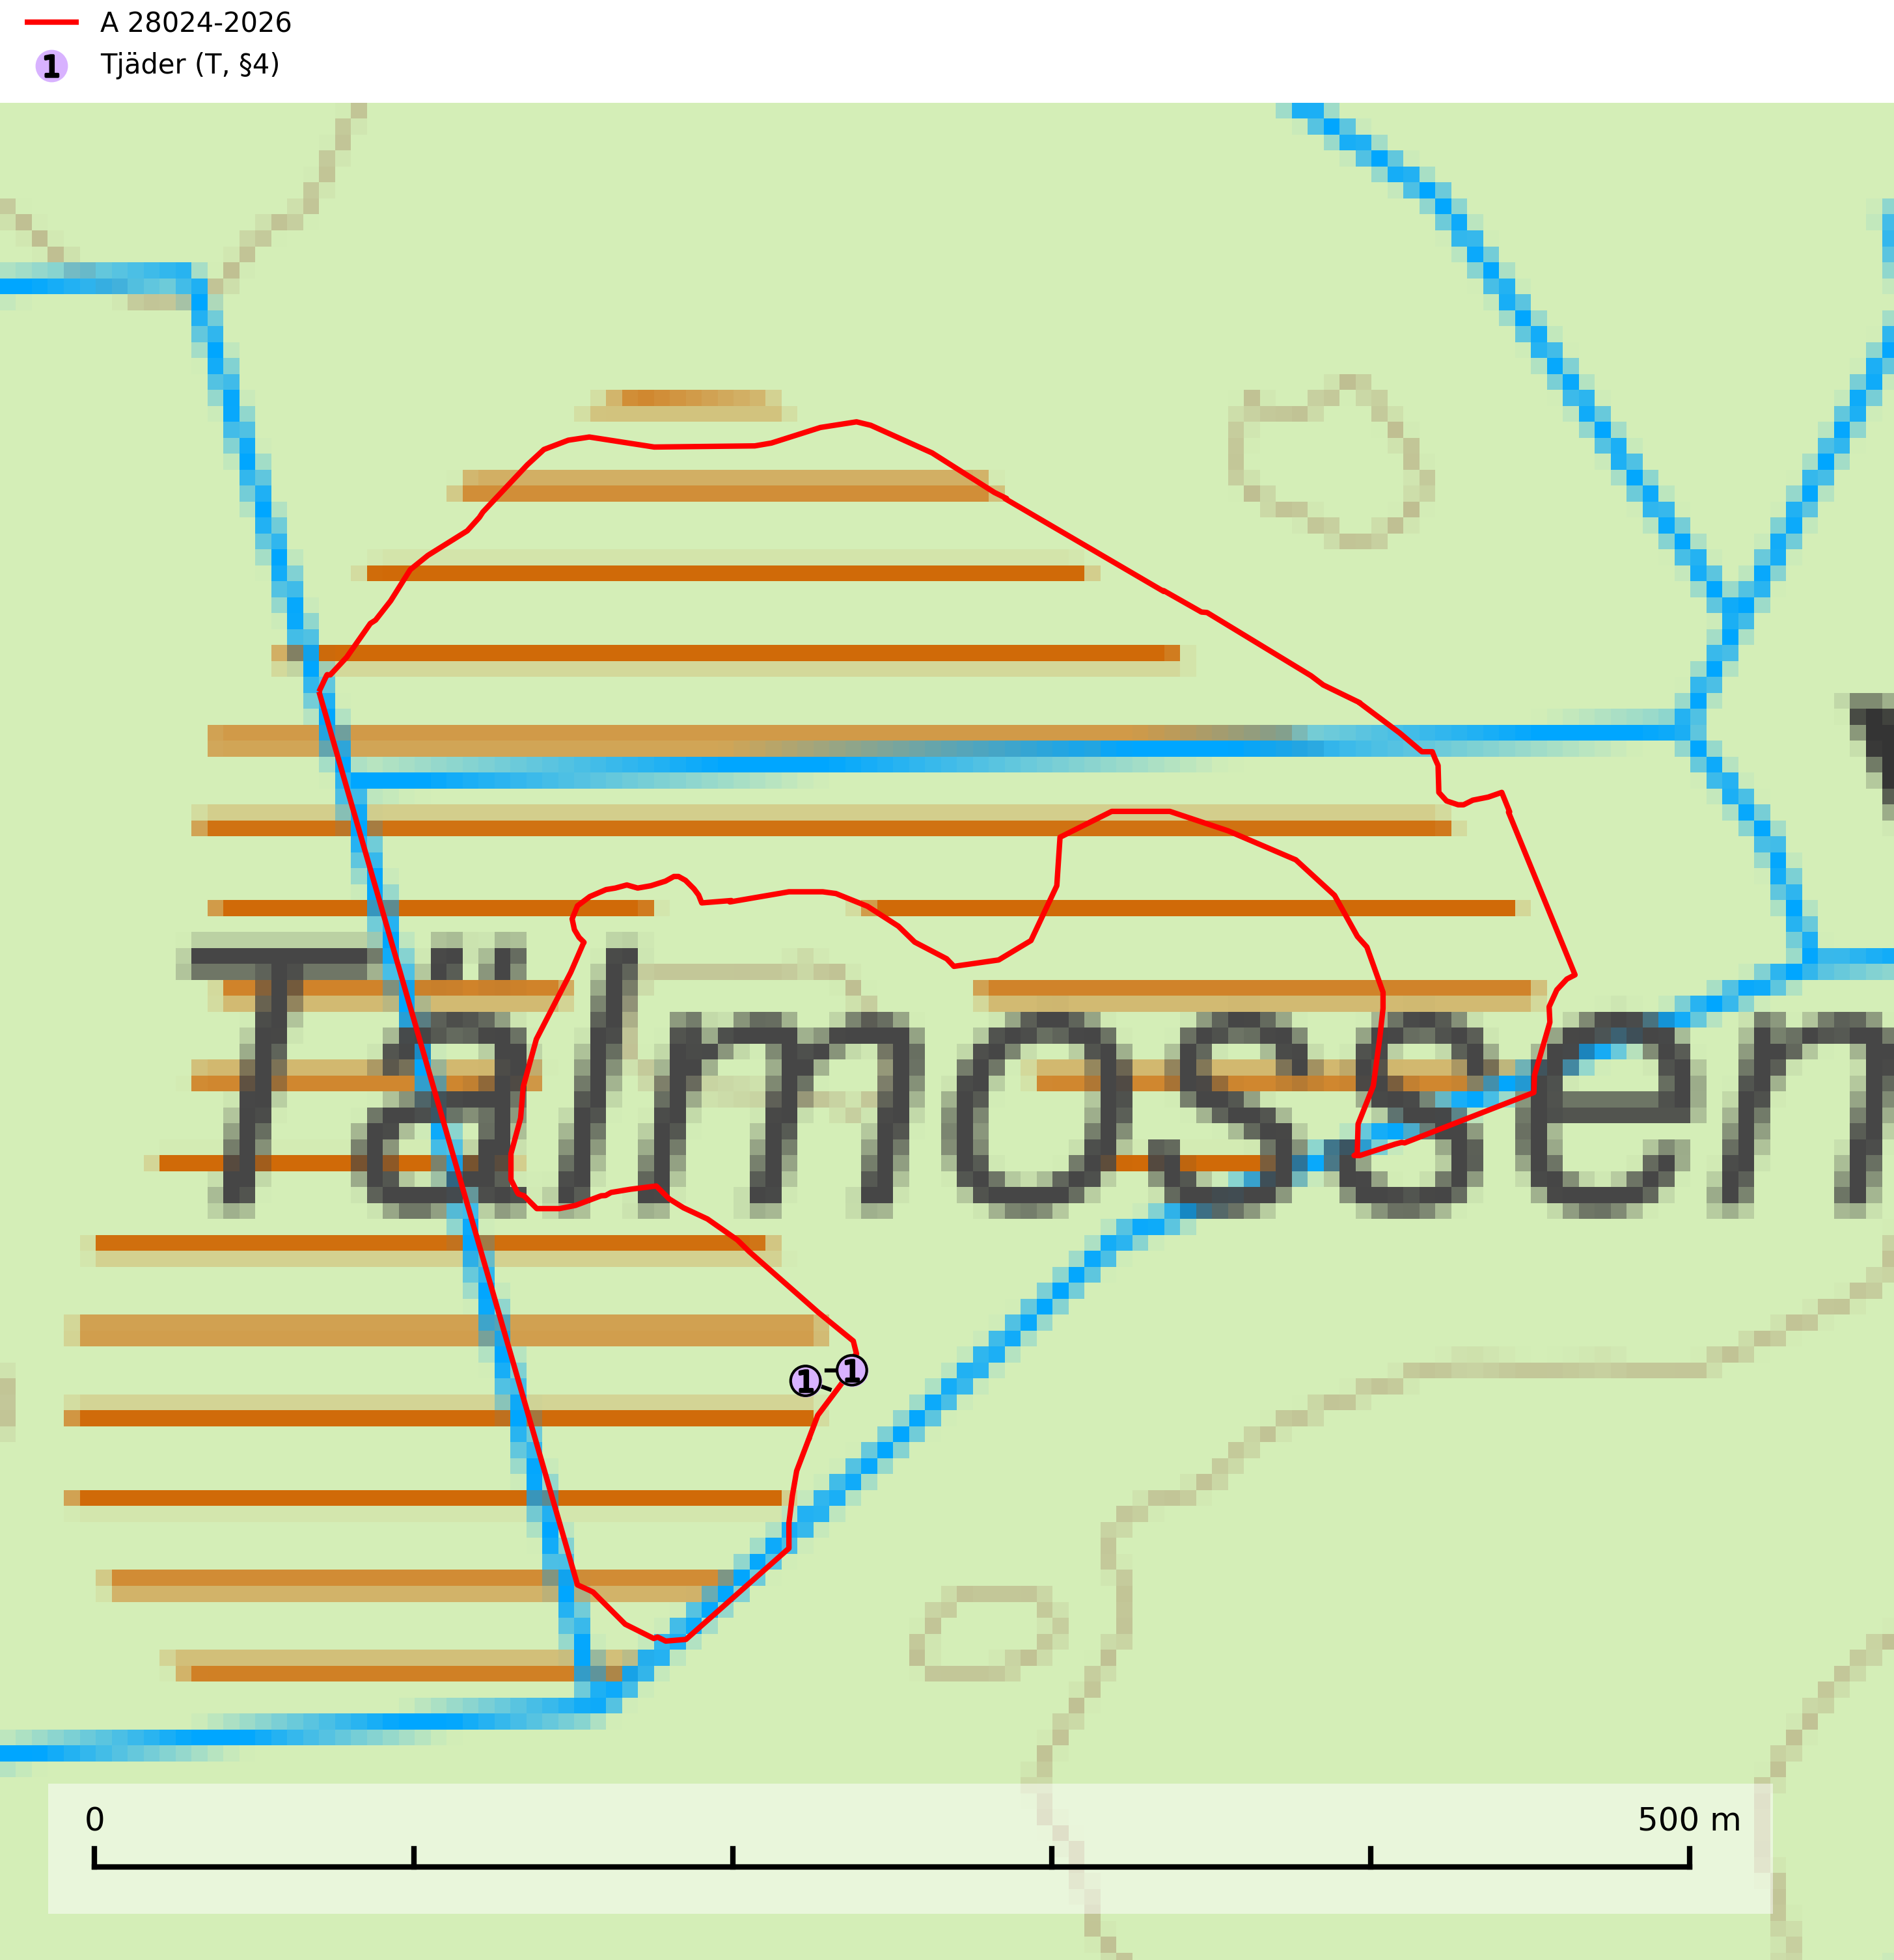 A 28024-2026
1 Tjäder (T, §4)
Tälmossen
1 1
0 500 m